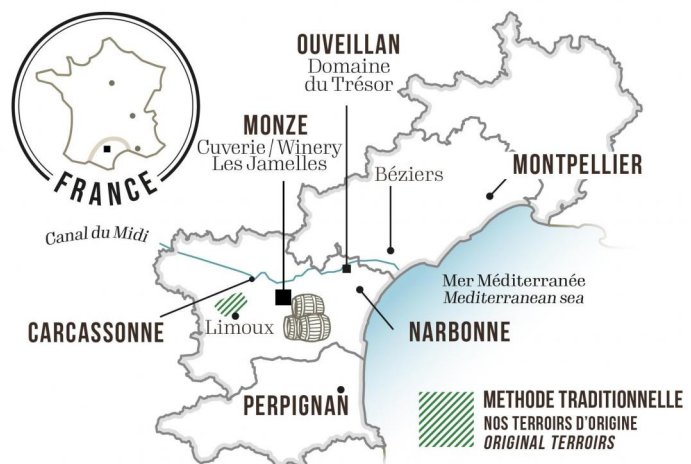 OUVEILLAN
Domaine
du Trésor
MONZE
Cuverie / Winery
Les Jamelles
Béziers
MONTPELLIER
FRANCE
Canal du Midi
Mer Méditerranée
Mediterranean sea
CARCASSONNE
Limoux
NARBONNE
PERPIGNAN
METHODE TRADITIONNELLE
NOS TERROIRS D'ORIGINE
ORIGINAL TERROIRS